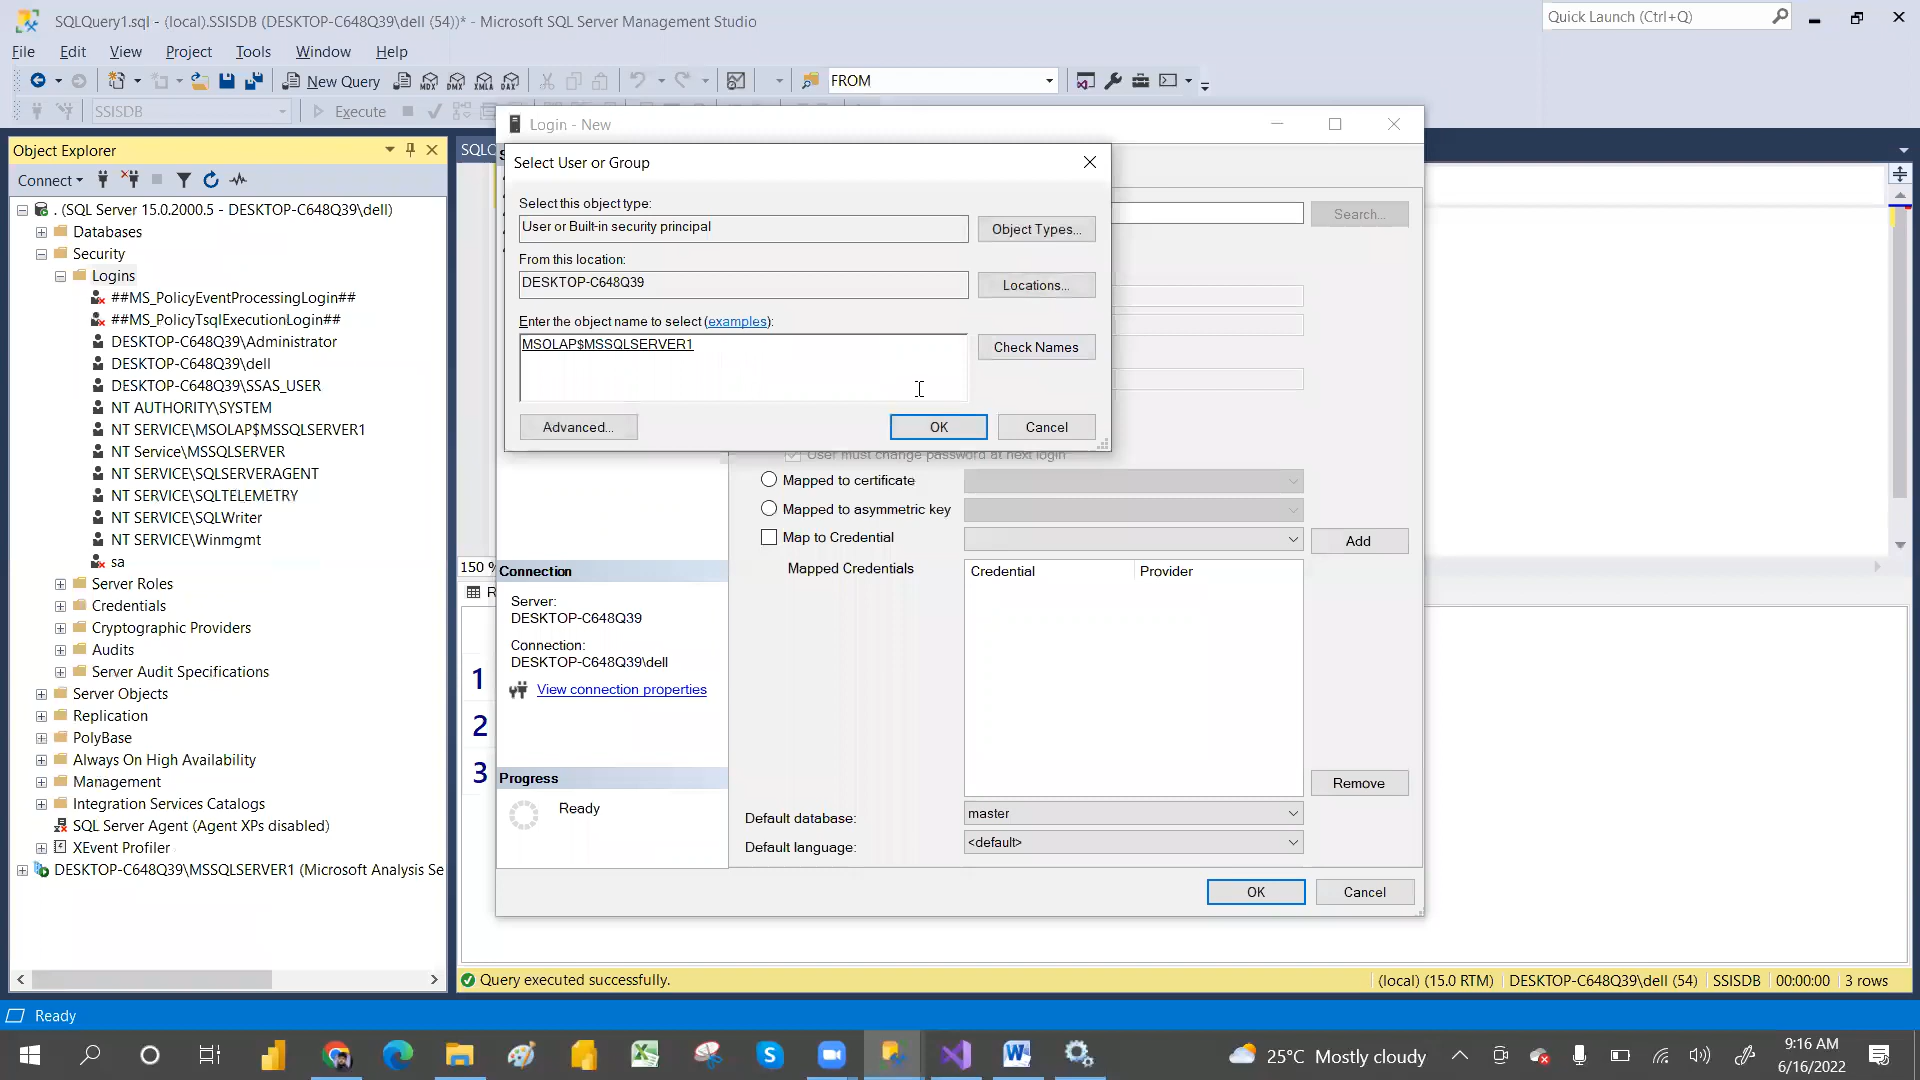 SQLQuery1.sql - (local).SSISDB (DESKTOP-C648Q39\dell (54))* - Microsoft SQL Server Management Studio
Quick Launch (Ctrl+Q)
File Edit View Project Tools Window Help
New Query
MDX DMX XMLA DAX
FROM
SSISDB
Execute
Object Explorer
Connect
. (SQL Server 15.0.2000.5 - DESKTOP-C648Q39\dell)
Databases
Security
Logins
##MS_PolicyEventProcessingLogin##
##MS_PolicyTsqlExecutionLogin##
DESKTOP-C648Q39\Administrator
DESKTOP-C648Q39\dell
DESKTOP-C648Q39\SSAS_USER
NT AUTHORITY\SYSTEM
NT SERVICE\MSOLAP$MSSQLSERVER1
NT Service\MSSQLSERVER
NT SERVICE\SQLSERVERAGENT
NT SERVICE\SQLTELEMETRY
NT SERVICE\SQLWriter
NT SERVICE\Winmgmt
sa
Server Roles
Credentials
Cryptographic Providers
Audits
Server Audit Specifications
Server Objects
Replication
PolyBase
Always On High Availability
Management
Integration Services Catalogs
SQL Server Agent (Agent XPs disabled)
XEvent Profiler
DESKTOP-C648Q39\MSSQLSERVER1 (Microsoft Analysis Se
SQLQ
150 %
R
1
2
3
Login - New
Search...
Select User or Group
Select this object type:
User or Built-in security principal
Object Types...
From this location:
DESKTOP-C648Q39
Locations...
Enter the object name to select (examples):
MSOLAP$MSSQLSERVER1
Check Names
Advanced...
OK
Cancel
User must change password at next login
Mapped to certificate
Mapped to asymmetric key
Map to Credential
Add
Mapped Credentials
Credential Provider
Remove
Default database: master
Default language: <default>
Connection
Server:
DESKTOP-C648Q39
Connection:
DESKTOP-C648Q39\dell
View connection properties
Progress
Ready
OK
Cancel
Query executed successfully.
(local) (15.0 RTM) DESKTOP-C648Q39\dell (54) SSISDB 00:00:00 3 rows
Ready
25°C Mostly cloudy
9:16 AM
6/16/2022